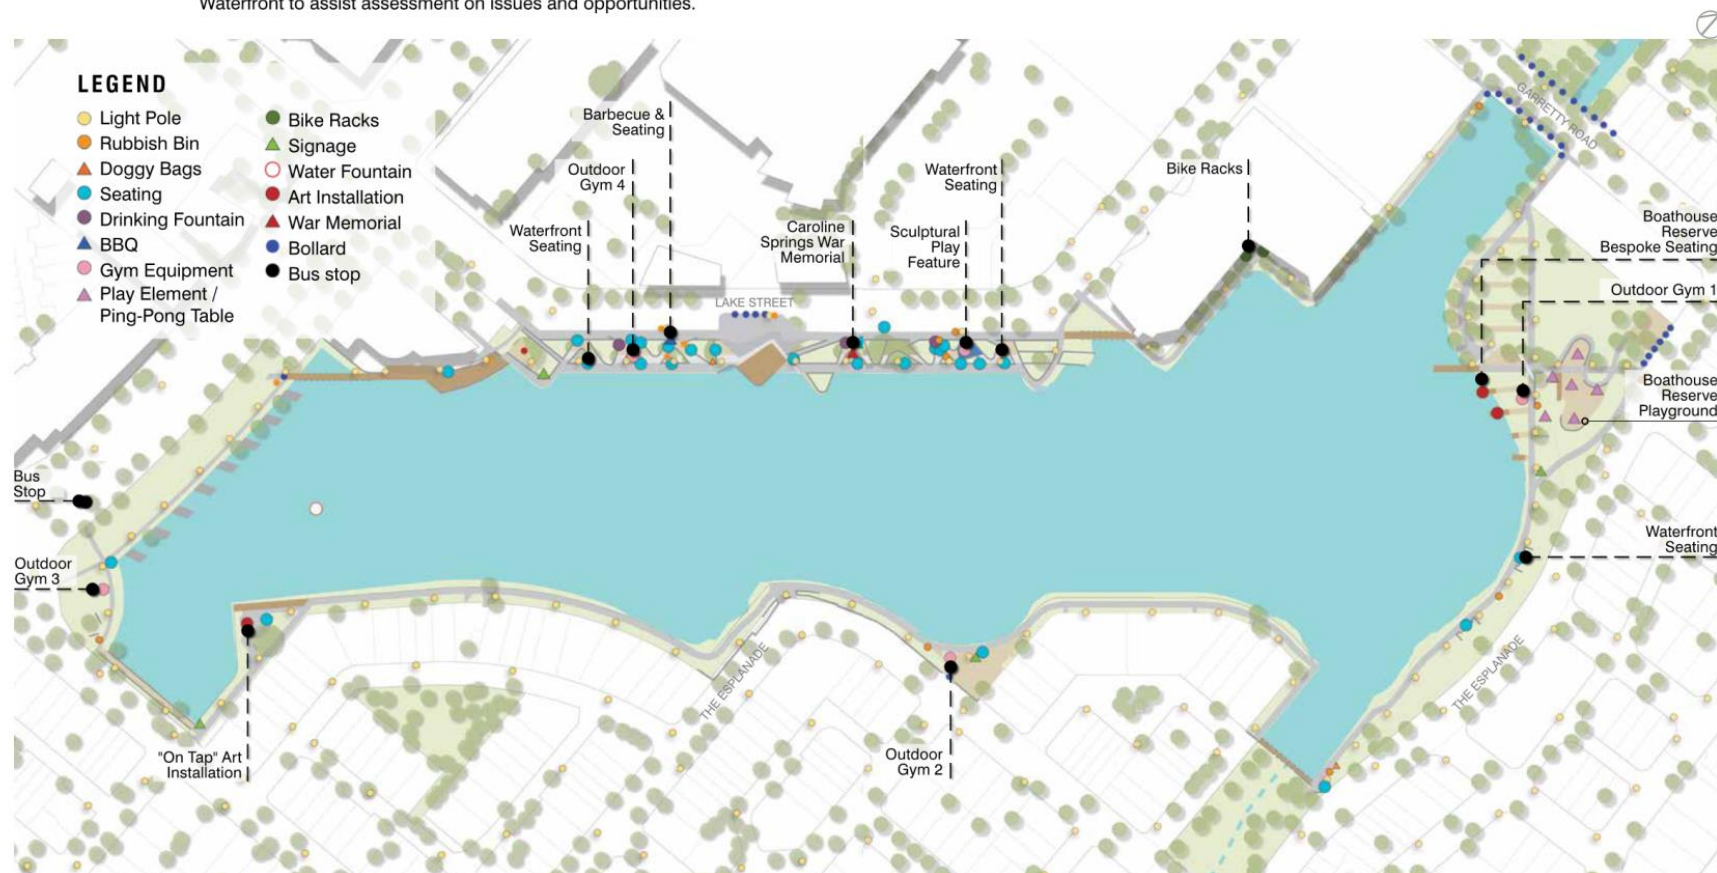 Waterfront to assist assessment on issues and opportunities.
LEGEND
Light Pole
Rubbish Bin
Doggy Bags
Seating
Drinking Fountain
BBQ
Gym Equipment
Play Element /
Ping-Pong Table
Bike Racks
Signage
Water Fountain
Art Installation
War Memorial
Bollard
Bus stop
Barbecue &
Seating
Outdoor
Gym 4
Waterfront
Seating
Caroline
Springs War
Memorial
Sculptural
Play
Feature
Waterfront
Seating
Bike Racks
GARRETTY ROAD
LAKE STREET
Boathouse
Reserve
Bespoke Seating
Outdoor Gym 1
Boathouse
Reserve
Playground
Bus
Stop
Outdoor
Gym 3
Waterfront
Seating
THE ESPLANADE
THE ESPLANADE
"On Tap" Art
Installation
Outdoor
Gym 2